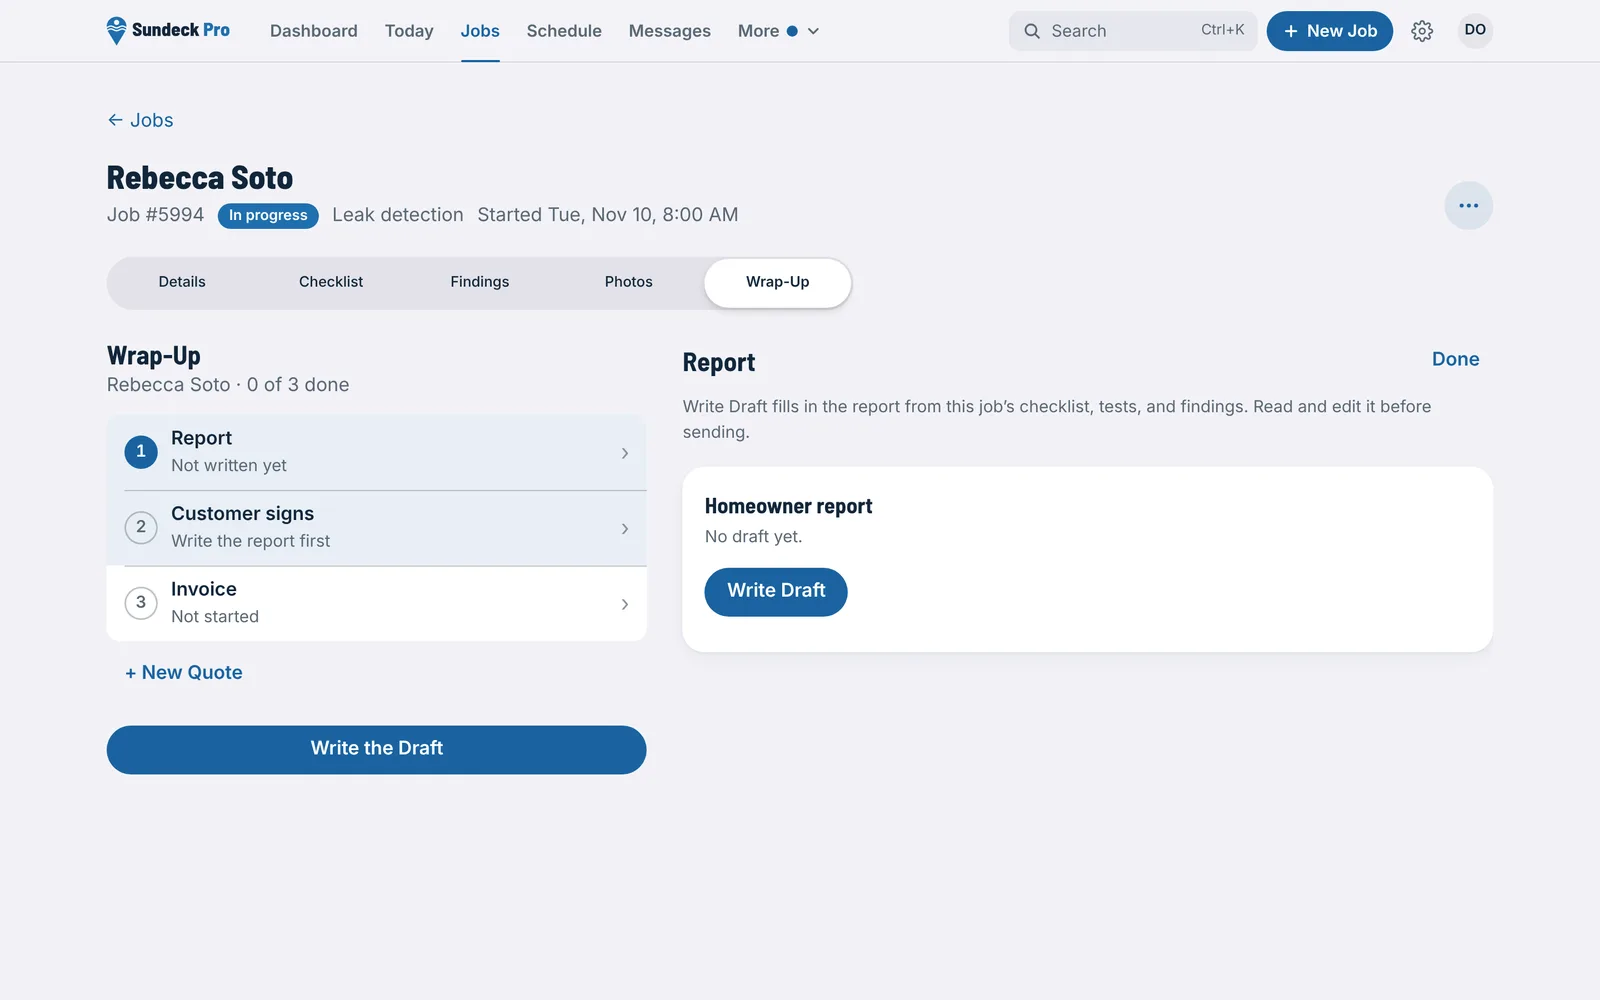 Sundeck Pro
Dashboard
Today
Jobs
Schedule
Messages
More
Search
Ctrl+K
+ New Job
DO
← Jobs
Rebecca Soto
Job #5994
In progress
Leak detection
Started Tue, Nov 10, 8:00 AM
Details
Checklist
Findings
Photos
Wrap-Up
Wrap-Up
Rebecca Soto · 0 of 3 done
1
Report
Not written yet
2
Customer signs
Write the report first
3
Invoice
Not started
+ New Quote
Write the Draft
Report
Done
Write Draft fills in the report from this job’s checklist, tests, and findings. Read and edit it before
sending.
Homeowner report
No draft yet.
Write Draft